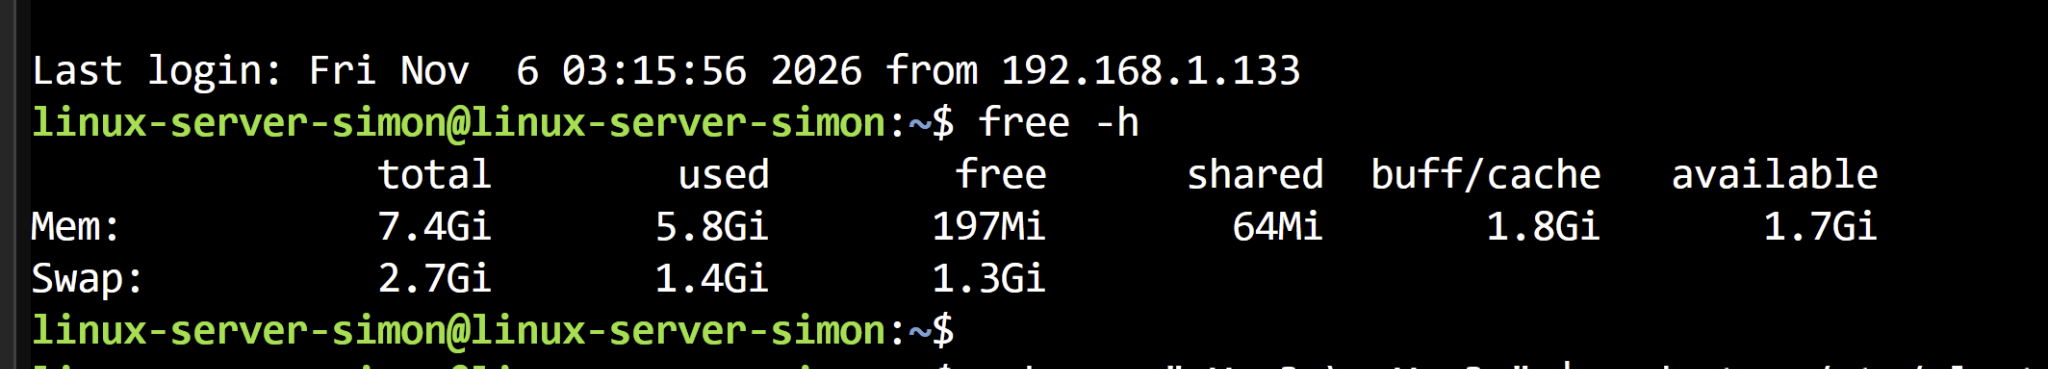 Last login: Fri Nov  6 03:15:56 2026 from 192.168.1.133
linux-server-simon@linux-server-simon:~$ free -h
               total        used        free      shared  buff/cache   available
Mem:           7.4Gi       5.8Gi       197Mi        64Mi       1.8Gi       1.7Gi
Swap:          2.7Gi       1.4Gi       1.3Gi
linux-server-simon@linux-server-simon:~$